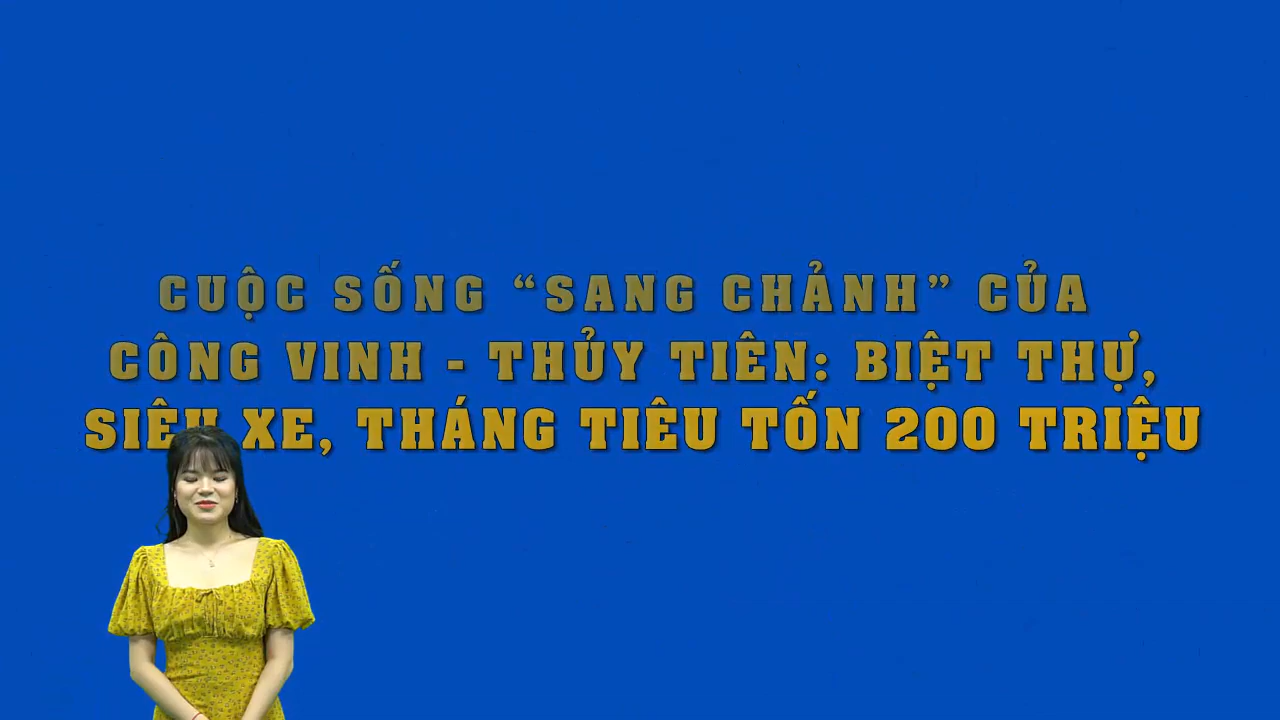 CUỘC SỐNG “SANG CHẢNH” CỦA
CÔNG VINH - THỦY TIÊN: BIỆT THỰ,
SIÊU XE, THÁNG TIÊU TỐN 200 TRIỆU